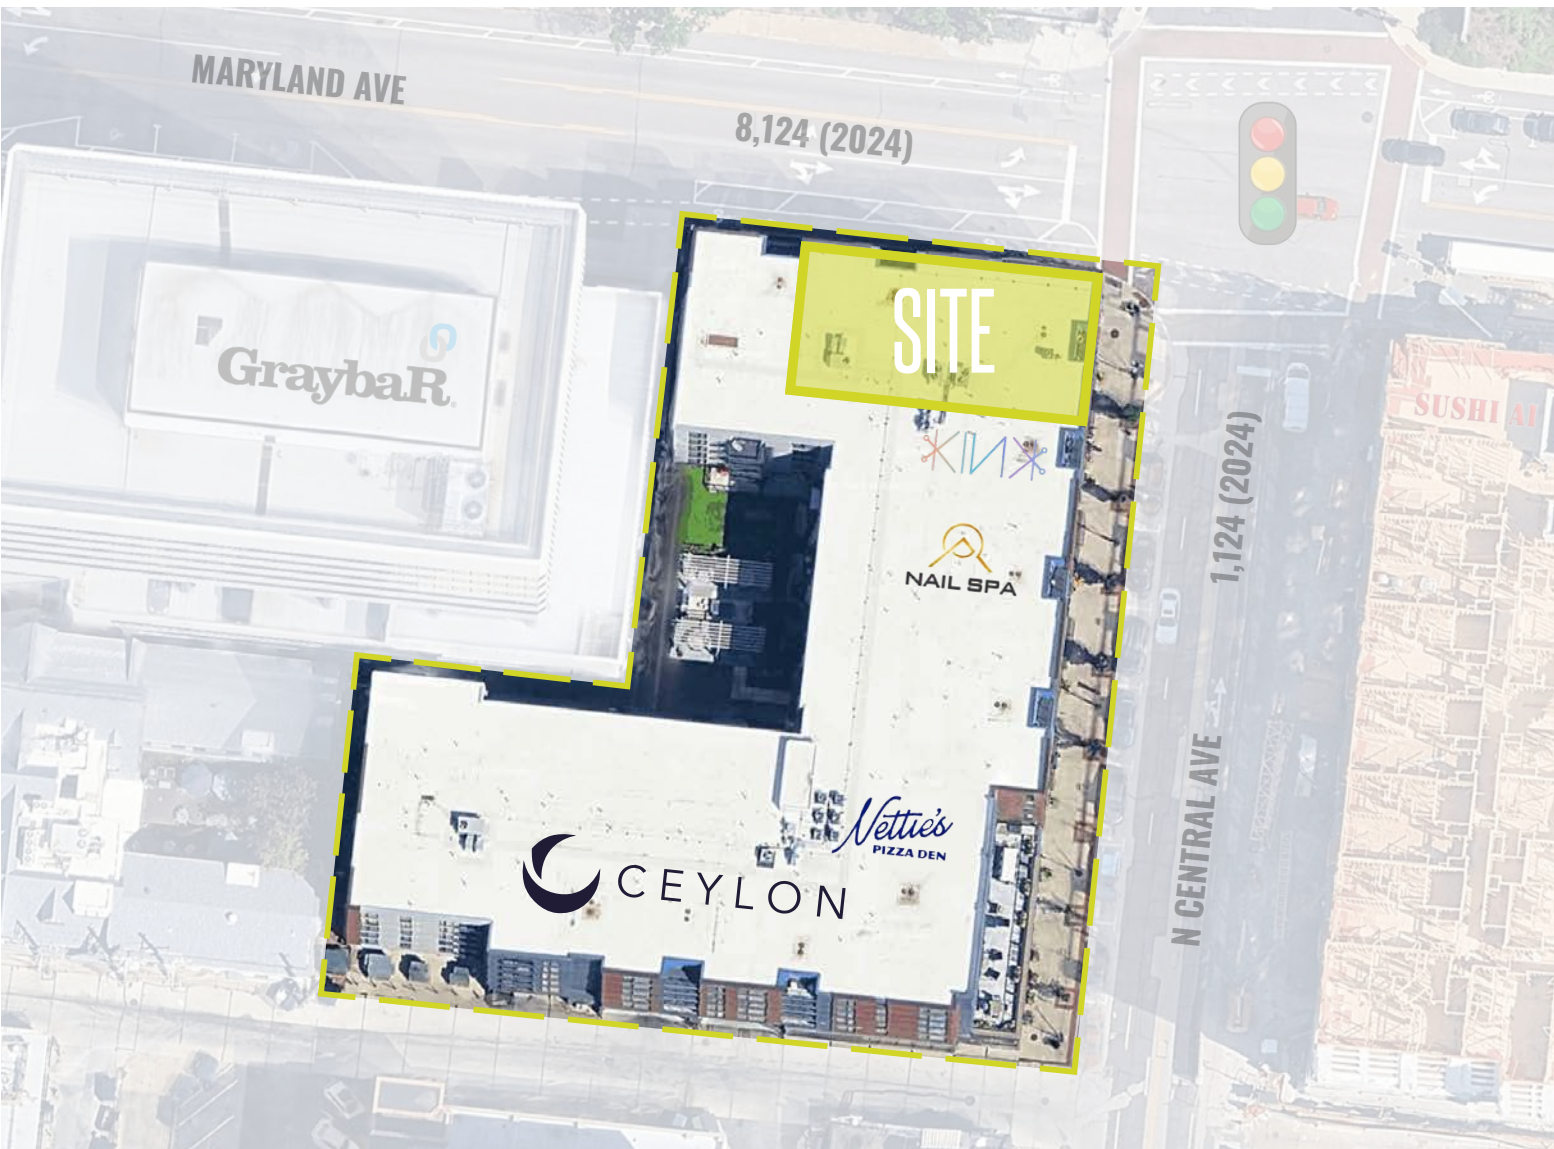 MARYLAND AVE
8,124 (2024)
SITE
GraybaR
KINX
SUSHI AI
1,124 (2024)
NAIL SPA
N CENTRAL AVE
Nettie's
PIZZA DEN
CEYLON